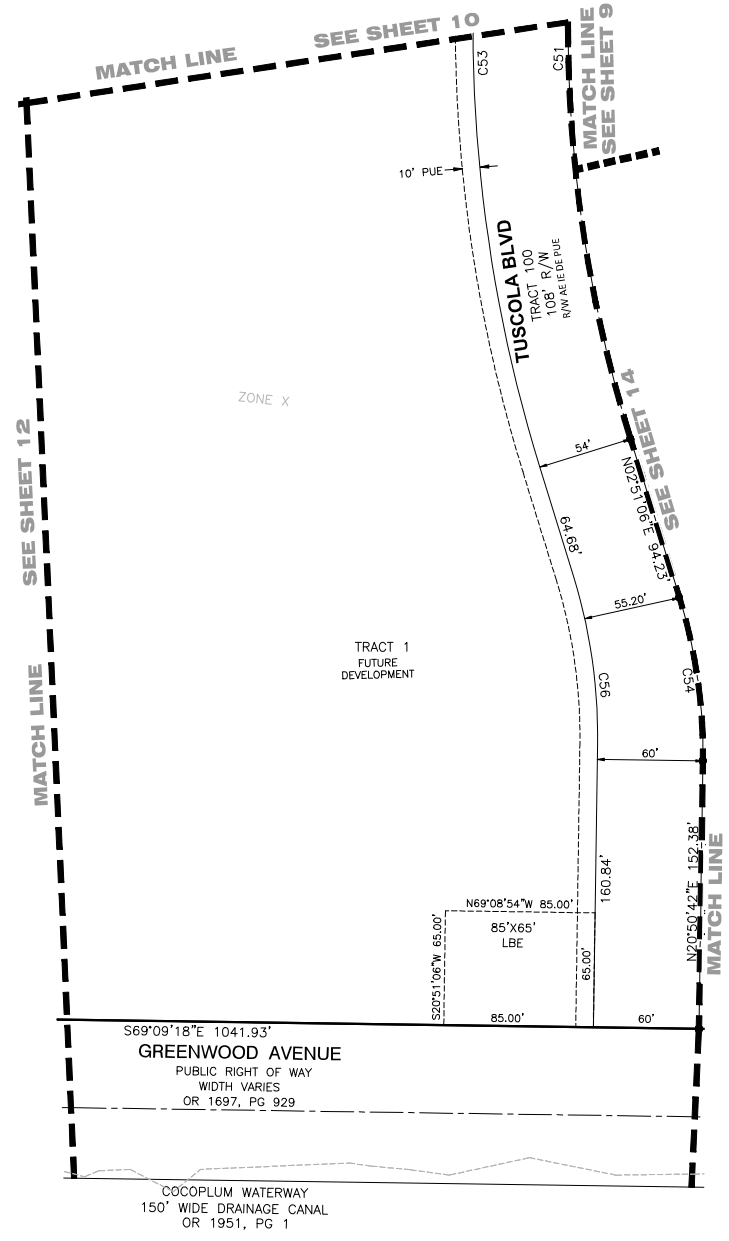 MATCH LINE
SEE SHEET 10
MATCH LINE
SEE SHEET 9
C53
C51
10' PUE
TUSCOLA BLVD
TRACT 100
108' R/W
R/W AE IE DE PUE
ZONE X
SEE SHEET 12
MATCH LINE
SEE SHEET 14
54'
N02°51'06"E 94.23'
64.68'
55.20'
TRACT 1
FUTURE
DEVELOPMENT
C56
C54
60'
N20°50'42"E 152.38'
MATCH LINE
160.84'
N69°08'54"W 85.00'
85'X65'
LBE
S20°51'06"W 65.00'
65.00'
85.00'
60'
S69°09'18"E 1041.93'
GREENWOOD AVENUE
PUBLIC RIGHT OF WAY
WIDTH VARIES
OR 1697, PG 929
COCOPLUM WATERWAY
150' WIDE DRAINAGE CANAL
OR 1951, PG 1